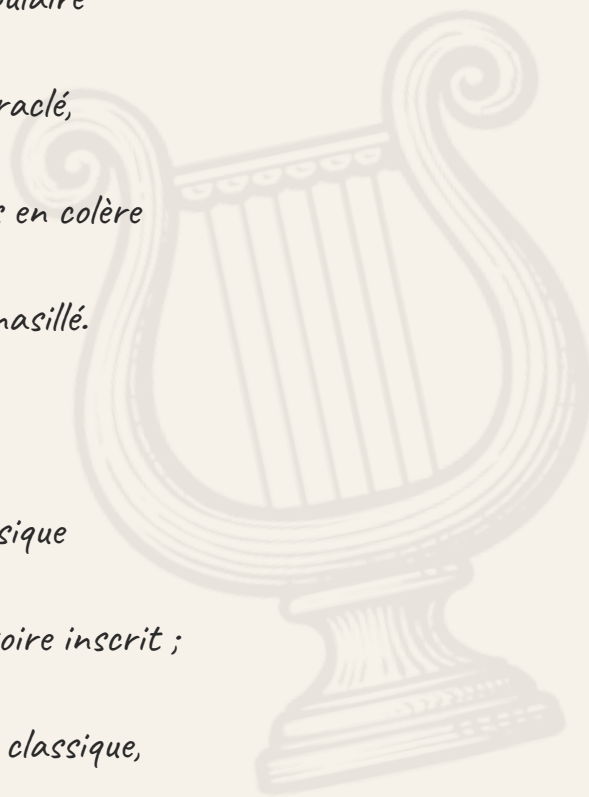 ulaire
raclé,
s en colère
nasillé.
sique
oire inscrit ;
classique,